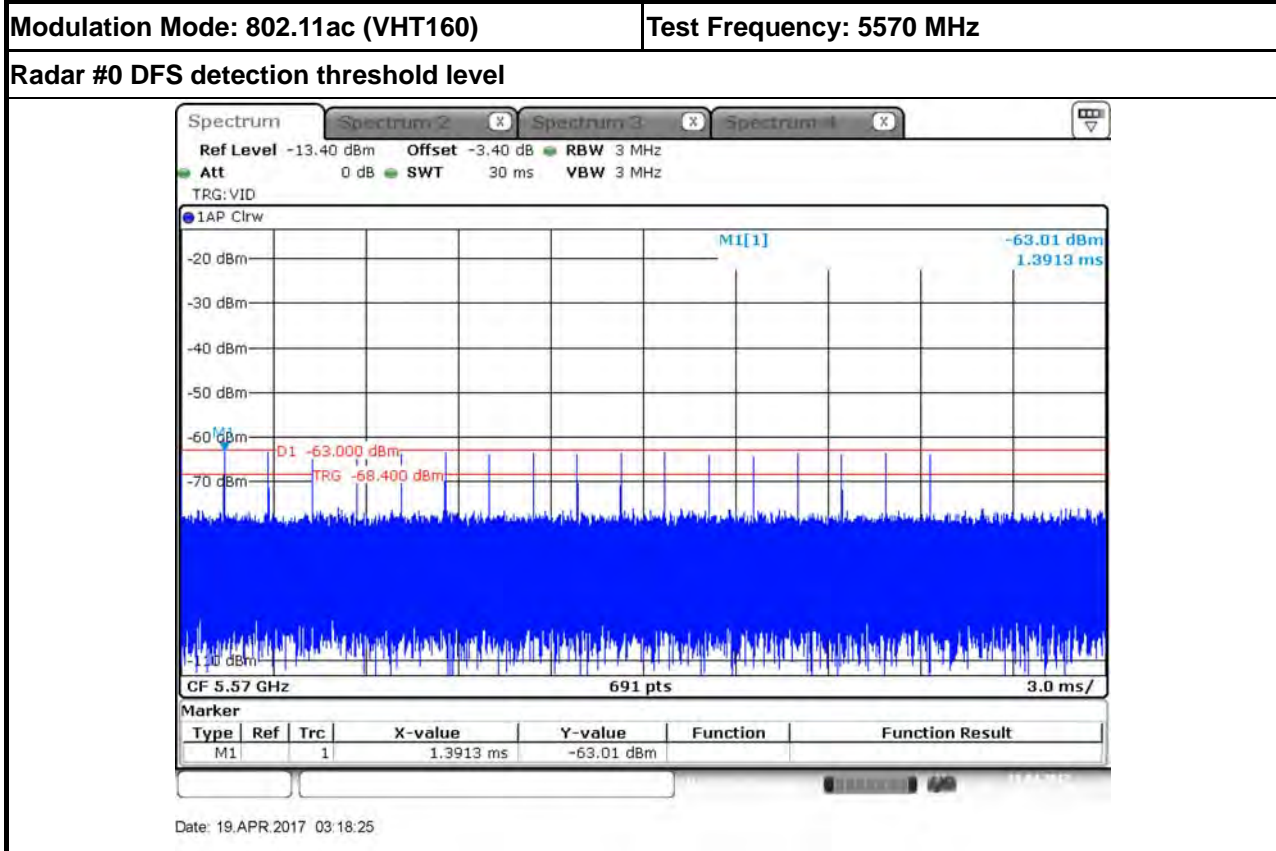 Modulation Mode: 802.11ac (VHT160) Test Frequency: 5570 MHz
Radar #0 DFS detection threshold level
Spectrum Spectrum 2 X Spectrum 3 X Spectrum 4 X
Ref Level -13.40 dBm Offset -3.40 dB RBW 3 MHz
Att 0 dB SWT 30 ms VBW 3 MHz
TRG:VID
1AP Clrw
M1[1] -63.01 dBm
1.3913 ms
-20 dBm
-30 dBm
-40 dBm
-50 dBm
M1
-60 dBm
D1 -63.000 dBm
TRG -68.400 dBm
-70 dBm
-110 dBm
CF 5.57 GHz 691 pts 3.0 ms/
Marker
Type Ref Trc X-value Y-value Function Function Result
M1 1 1.3913 ms -63.01 dBm
Date: 19.APR.2017 03:18:25